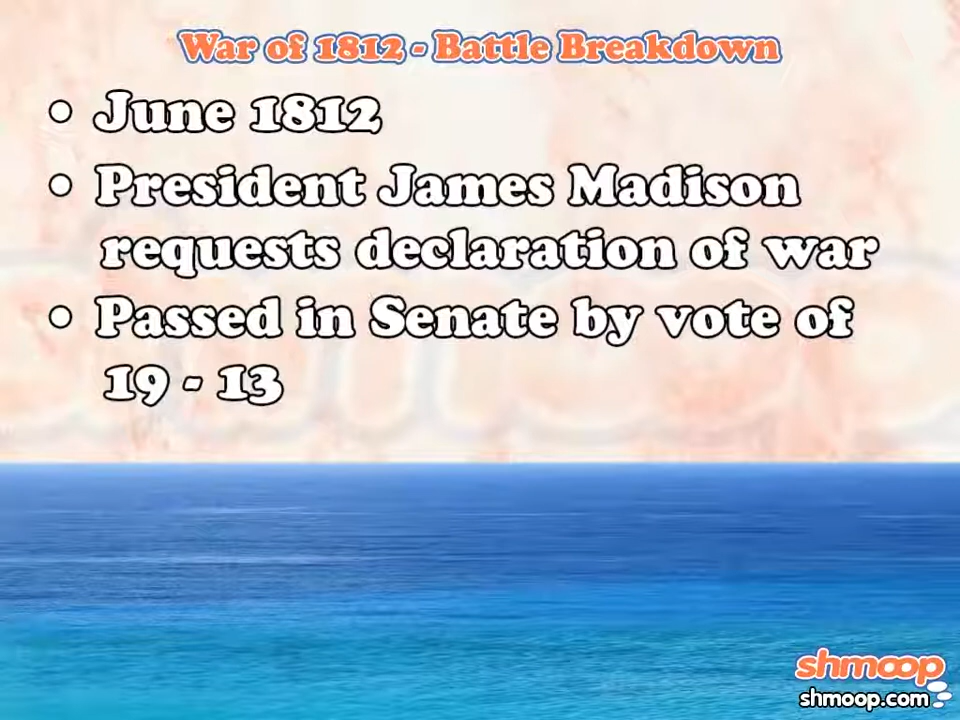 War of 1812 - Battle Breakdown
• June 1812
• President James Madison
requests declaration of war
• Passed in Senate by vote of
19 - 13
shmoop
shmoop.com